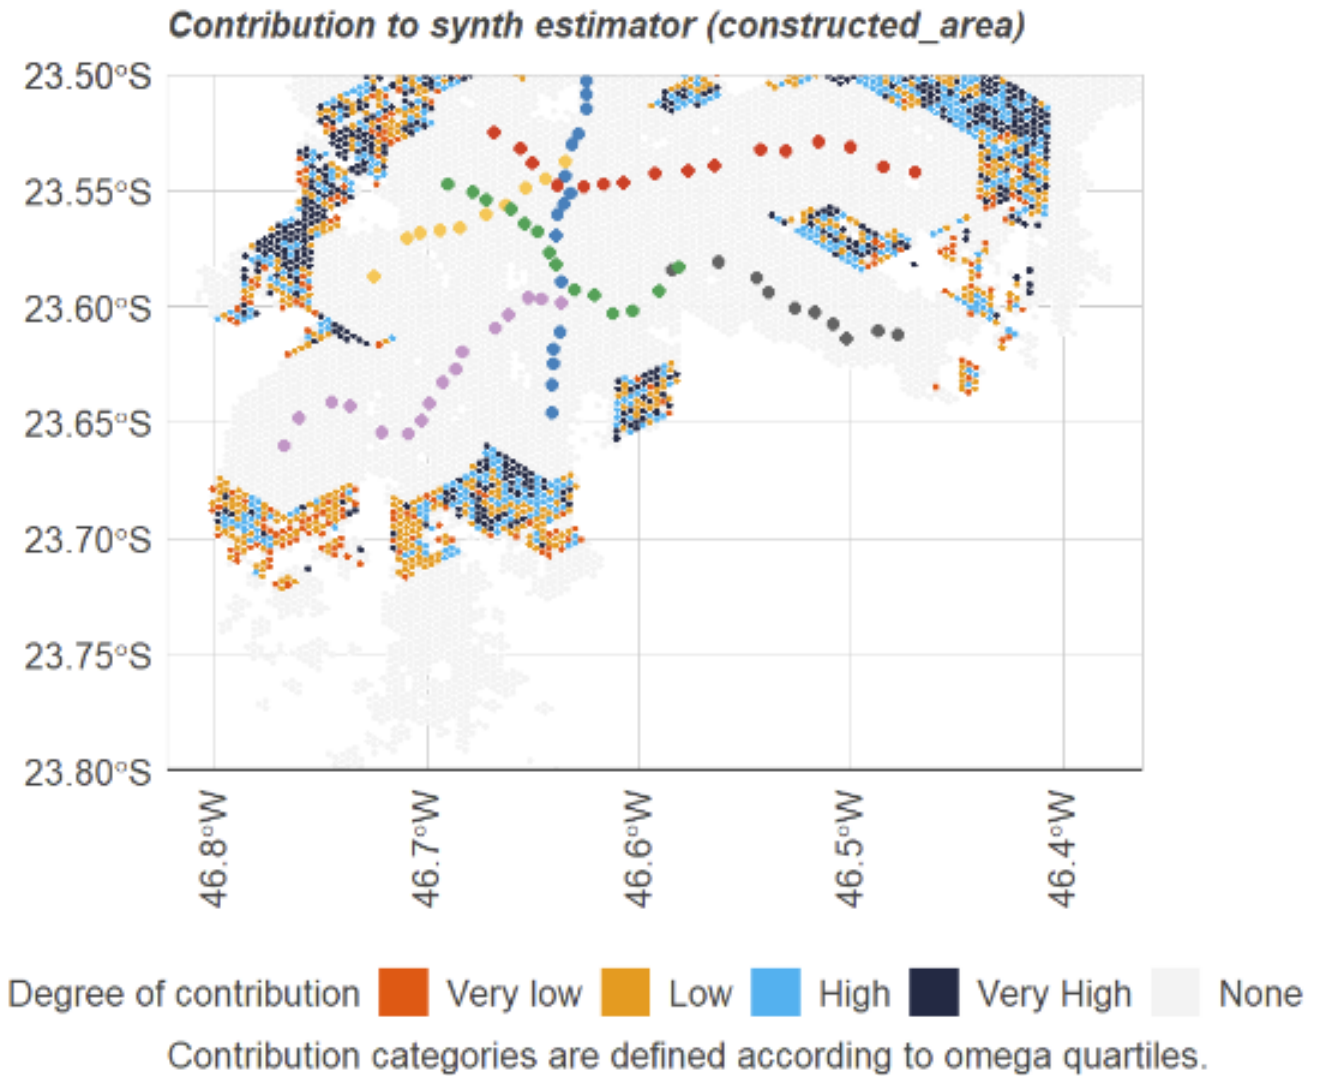 Contribution to synth estimator (constructed_area)
23.50°S
23.55°S
23.60°S
23.65°S
23.70°S
23.75°S
23.80°S
46.8°W
46.7°W
46.6°W
46.5°W
46.4°W
Degree of contribution Very low Low High Very High None
Contribution categories are defined according to omega quartiles.